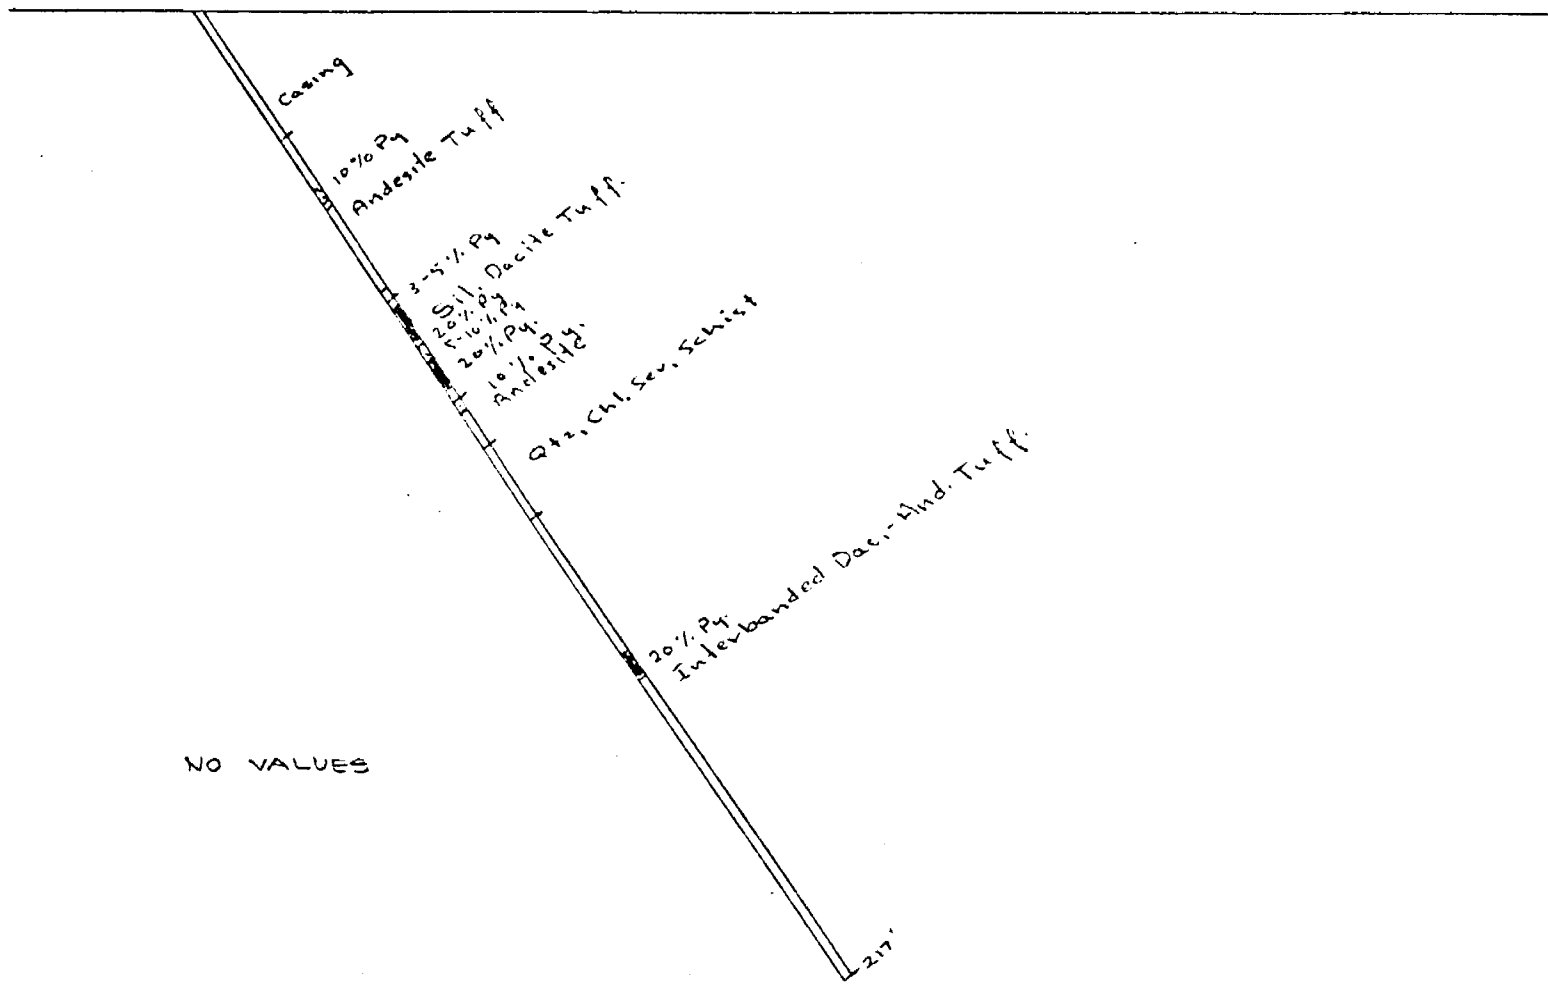 Casing
10% Py
Andesite Tuff
3-5% Py
Sil. Dacite Tuff.
20% Py.
5-10% Py
20% Py.
10% Py.
Andesite
Qtz, Chl, Ser, Schist
20% Py.
Interbanded Dac,-And. Tuff.
NO VALUES
217'